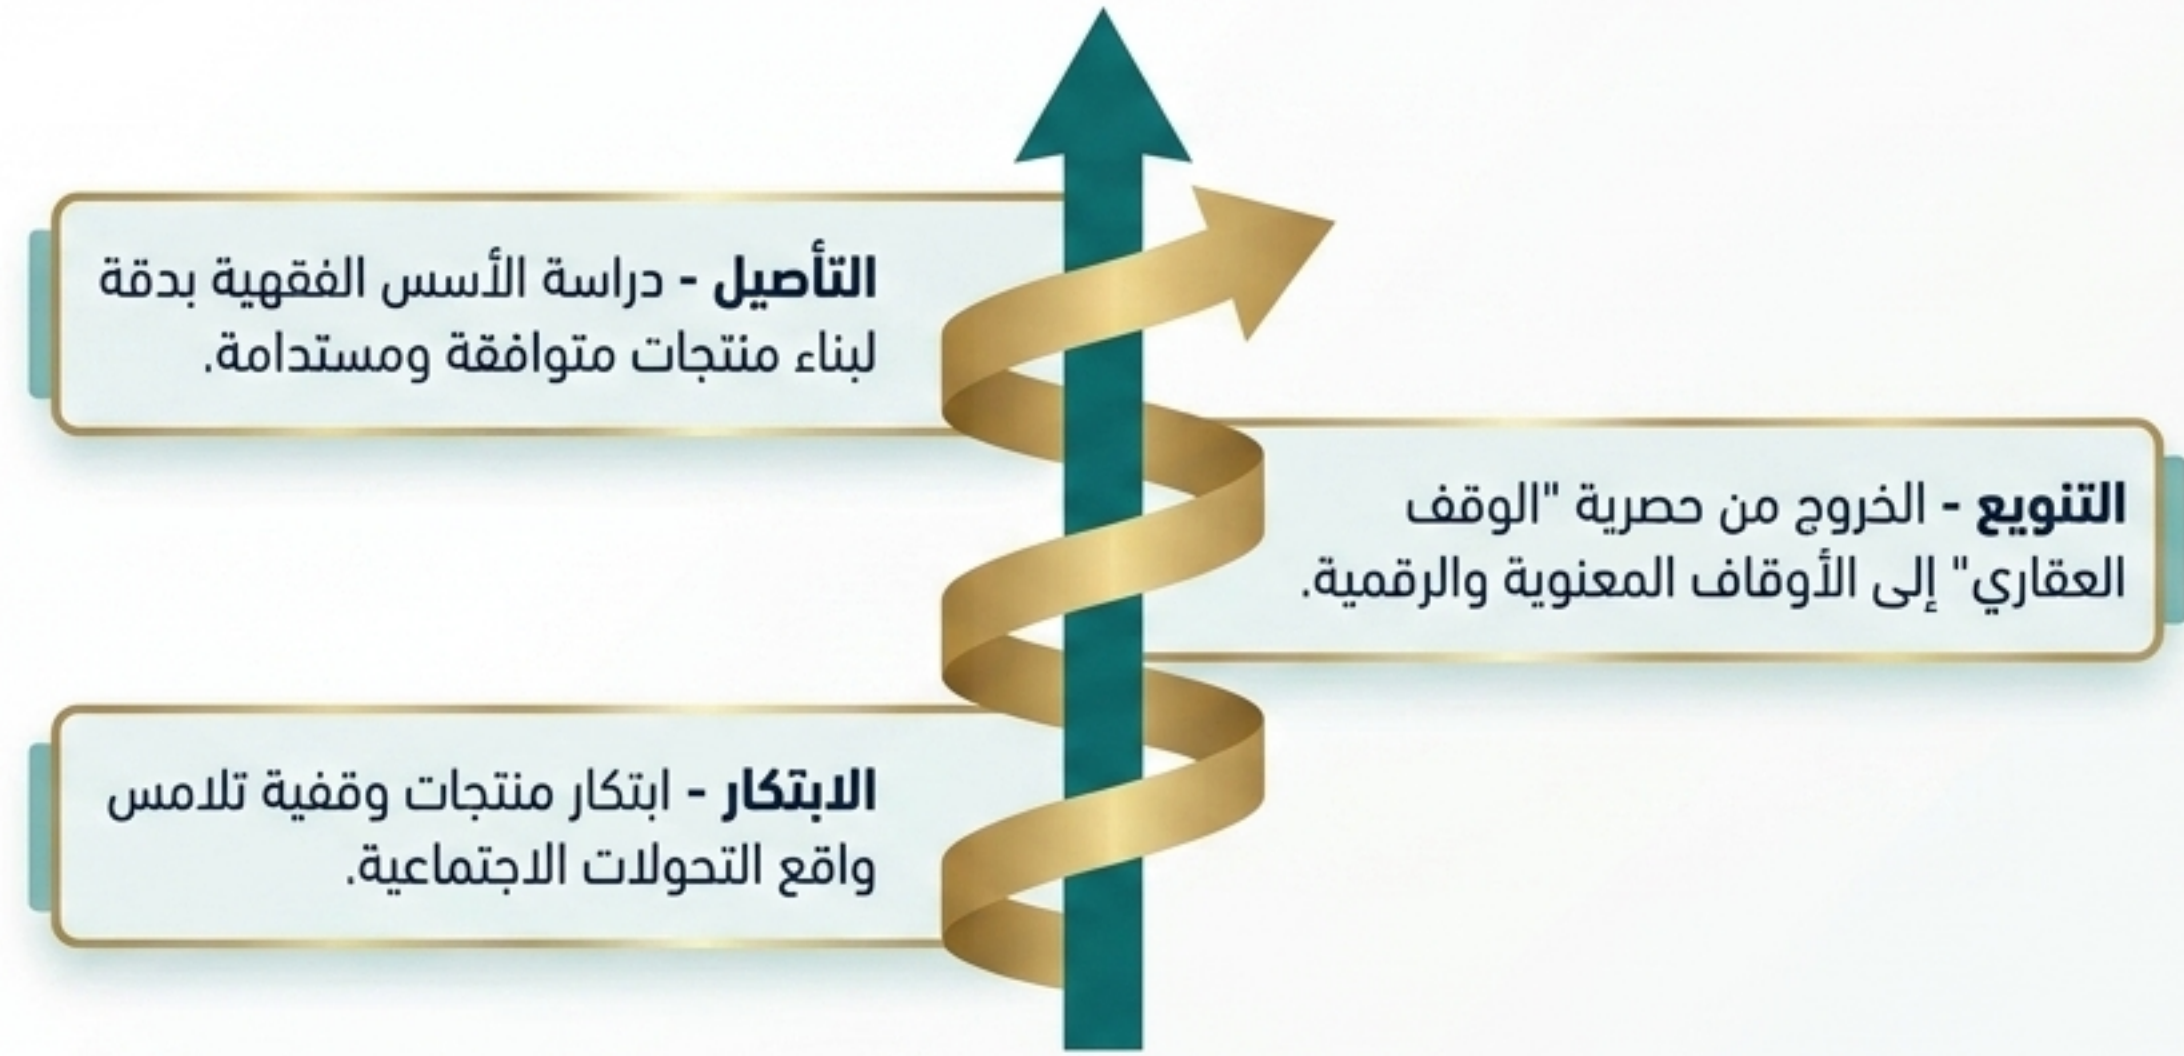 التأصيل - دراسة الأسس الفقهية بدقة
لبناء منتجات متوافقة ومستدامة.
التنويع - الخروج من حصرية "الوقف
العقاري" إلى الأوقاف المعنوية والرقمية.
الابتكار - ابتكار منتجات وقفية تلامس
واقع التحولات الاجتماعية.